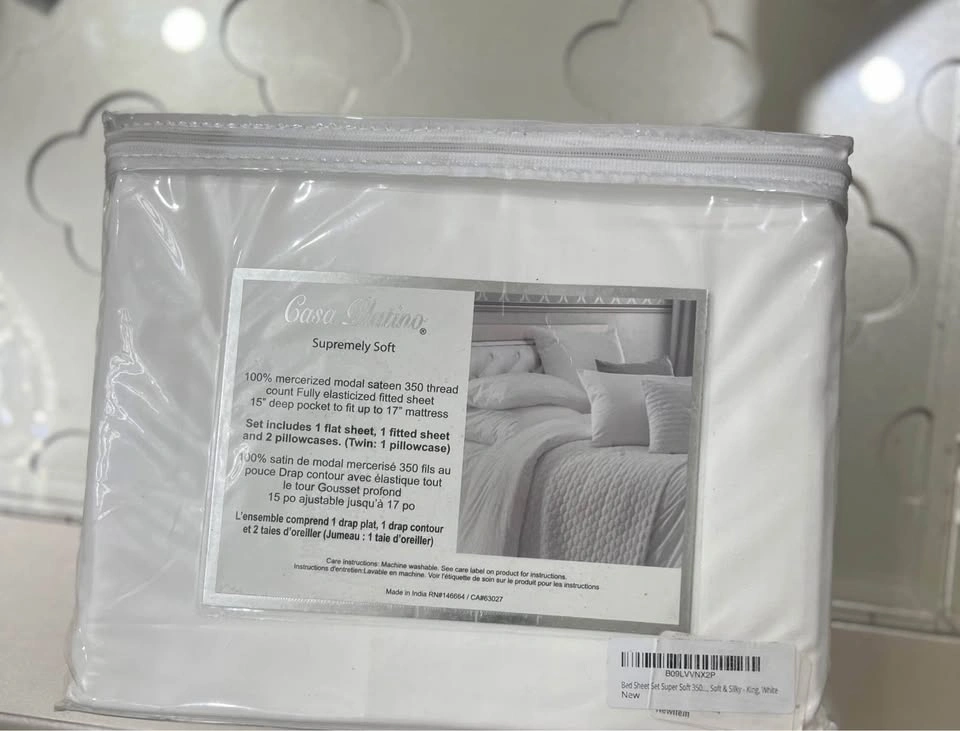 Casa Platino®
Supremely Soft
100% mercerized modal sateen 350 thread
count Fully elasticized fitted sheet
15" deep pocket to fit up to 17" mattress
Set includes 1 flat sheet, 1 fitted sheet
and 2 pillowcases. (Twin: 1 pillowcase)
100% satin de modal mercerisé 350 fils au
pouce Drap contour avec élastique tout
le tour Gousset profond
15 po ajustable jusqu'à 17 po
L'ensemble comprend 1 drap plat, 1 drap contour
et 2 taies d'oreiller (Jumeau : 1 taie d'oreiller)
Care instructions: Machine washable. See care label on product for instructions.
Instructions d'entretien:Lavable en machine. Voir l'étiquette de soin sur le produit pour les instructions
Made in India RN#146664 / CA#63027
B09LVVNX2P
Bed Sheet Set Super Soft 350..., Soft & Silky - King, White
New